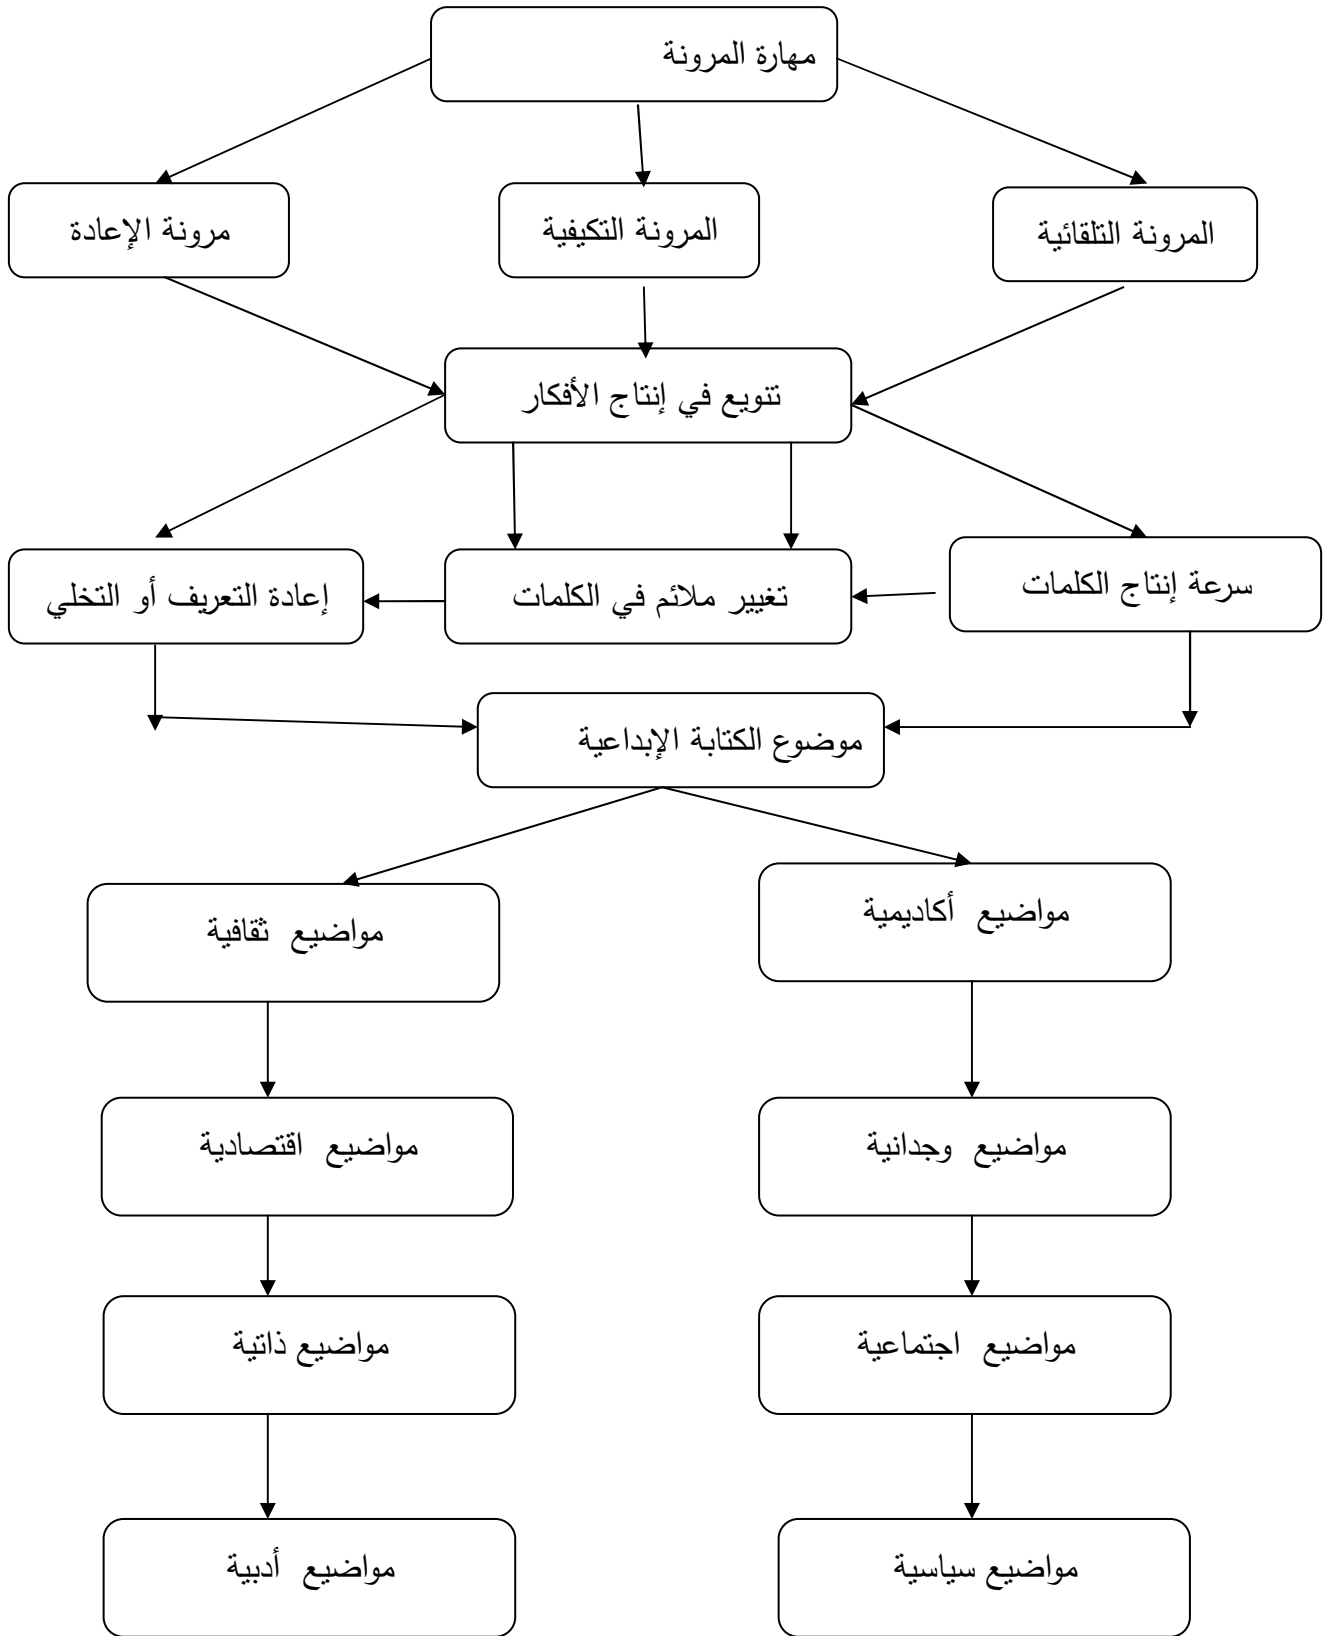 مهارة المرونة
المرونة التلقائية
المرونة التكيفية
مرونة الإعادة
تنويع في إنتاج الأفكار
سرعة إنتاج الكلمات
تغيير ملائم في الكلمات
إعادة التعريف أو التخلي
موضوع الكتابة الإبداعية
مواضيع أكاديمية
مواضيع ثقافية
مواضيع وجدانية
مواضيع اقتصادية
مواضيع اجتماعية
مواضيع ذاتية
مواضيع سياسية
مواضيع أدبية